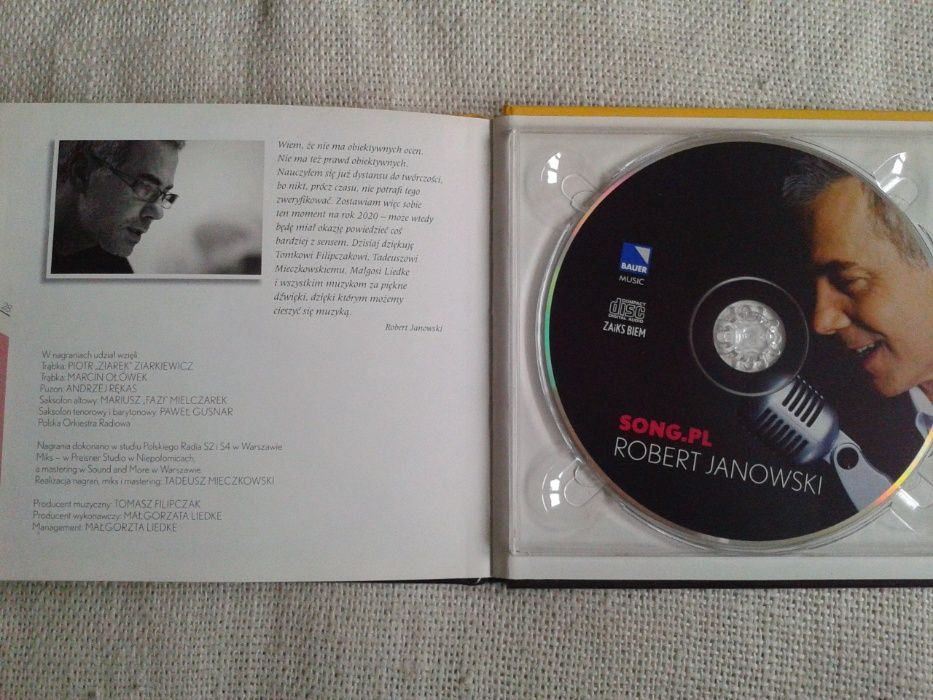 Wiem, że nie ma obiektywnych ocen.
Nie ma też prawd obiektywnych.
Nauczyłem się już dystansu do twórczości,
bo nikt, prócz czasu, nie potrafi tego
zweryfikować. Zostawiam więc sobie
ten moment na rok 2020 – może wtedy
będę miał okazję powiedzieć coś
bardziej z sensem. Dzisiaj dziękuję
Tomkowi Filipczakowi, Tadeuszowi
Mieczkowskiemu, Małgosi Liedke
i wszystkim muzykom za piękne
dźwięki, dzięki którym możemy
cieszyć się muzyką.
Robert Janowski
W nagraniach udział wzięli:
Trąbka: PIOTR „ZIAREK” ZIARKIEWICZ
Trąbka: MARCIN OŁÓWEK
Puzon: ANDRZEJ RĘKAS
Saksofon altowy: MARIUSZ „FAZI” MIELCZAREK
Saksofon tenorowy i barytonowy: PAWEŁ GUSNAR
Polska Orkiestra Radiowa
Nagrania dokonano w studiu Polskiego Radia S2 i S4 w Warszawie
Miks – w Preisner Studio w Niepołomicach,
a mastering w Sound and More w Warszawie.
Realizacja nagrań, miks i mastering: TADEUSZ MIECZKOWSKI
Producent muzyczny: TOMASZ FILIPCZAK
Producent wykonawczy: MAŁGORZATA LIEDKE
Management: MAŁGORZTA LIEDKE
BAUER
MUSIC
COMPACT
disc
DIGITAL AUDIO
ZAiKS BIEM
SONG.PL
ROBERT JANOWSKI